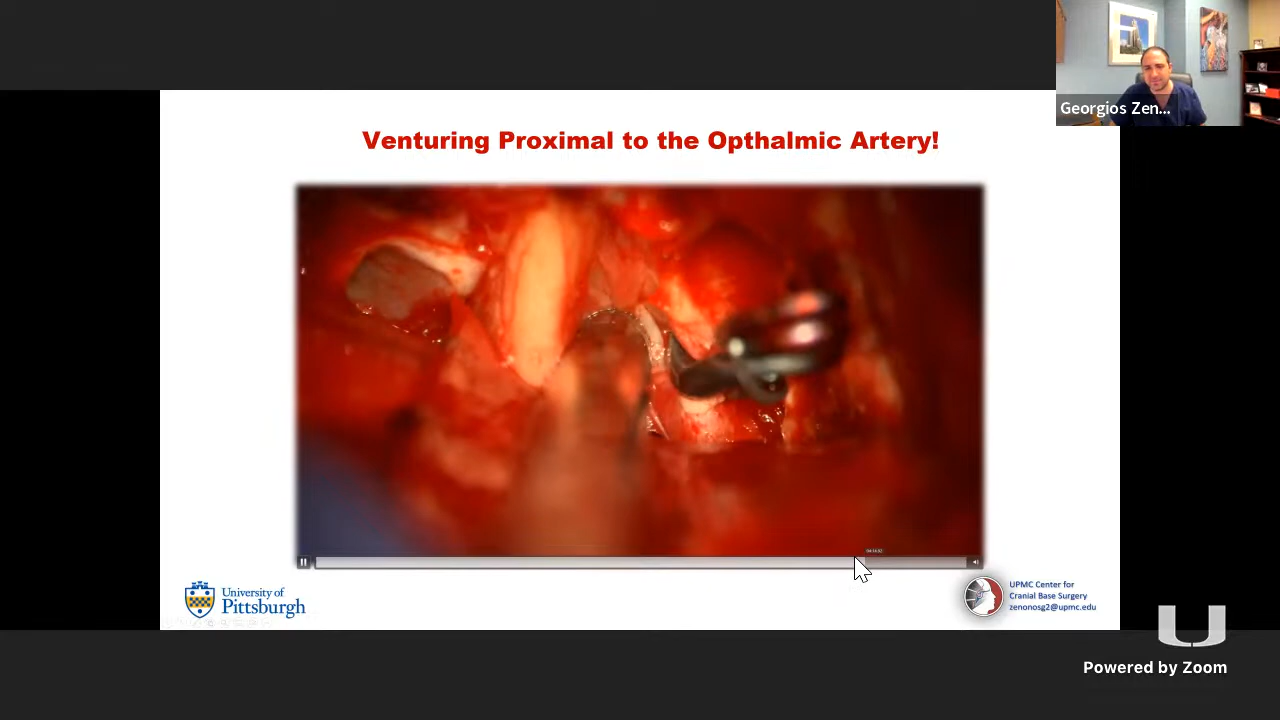 Georgios Zen...
Venturing Proximal to the Opthalmic Artery!
University of
Pittsburgh
UPMC Center for
Cranial Base Surgery
zenonosg2@upmc.edu
Powered by Zoom